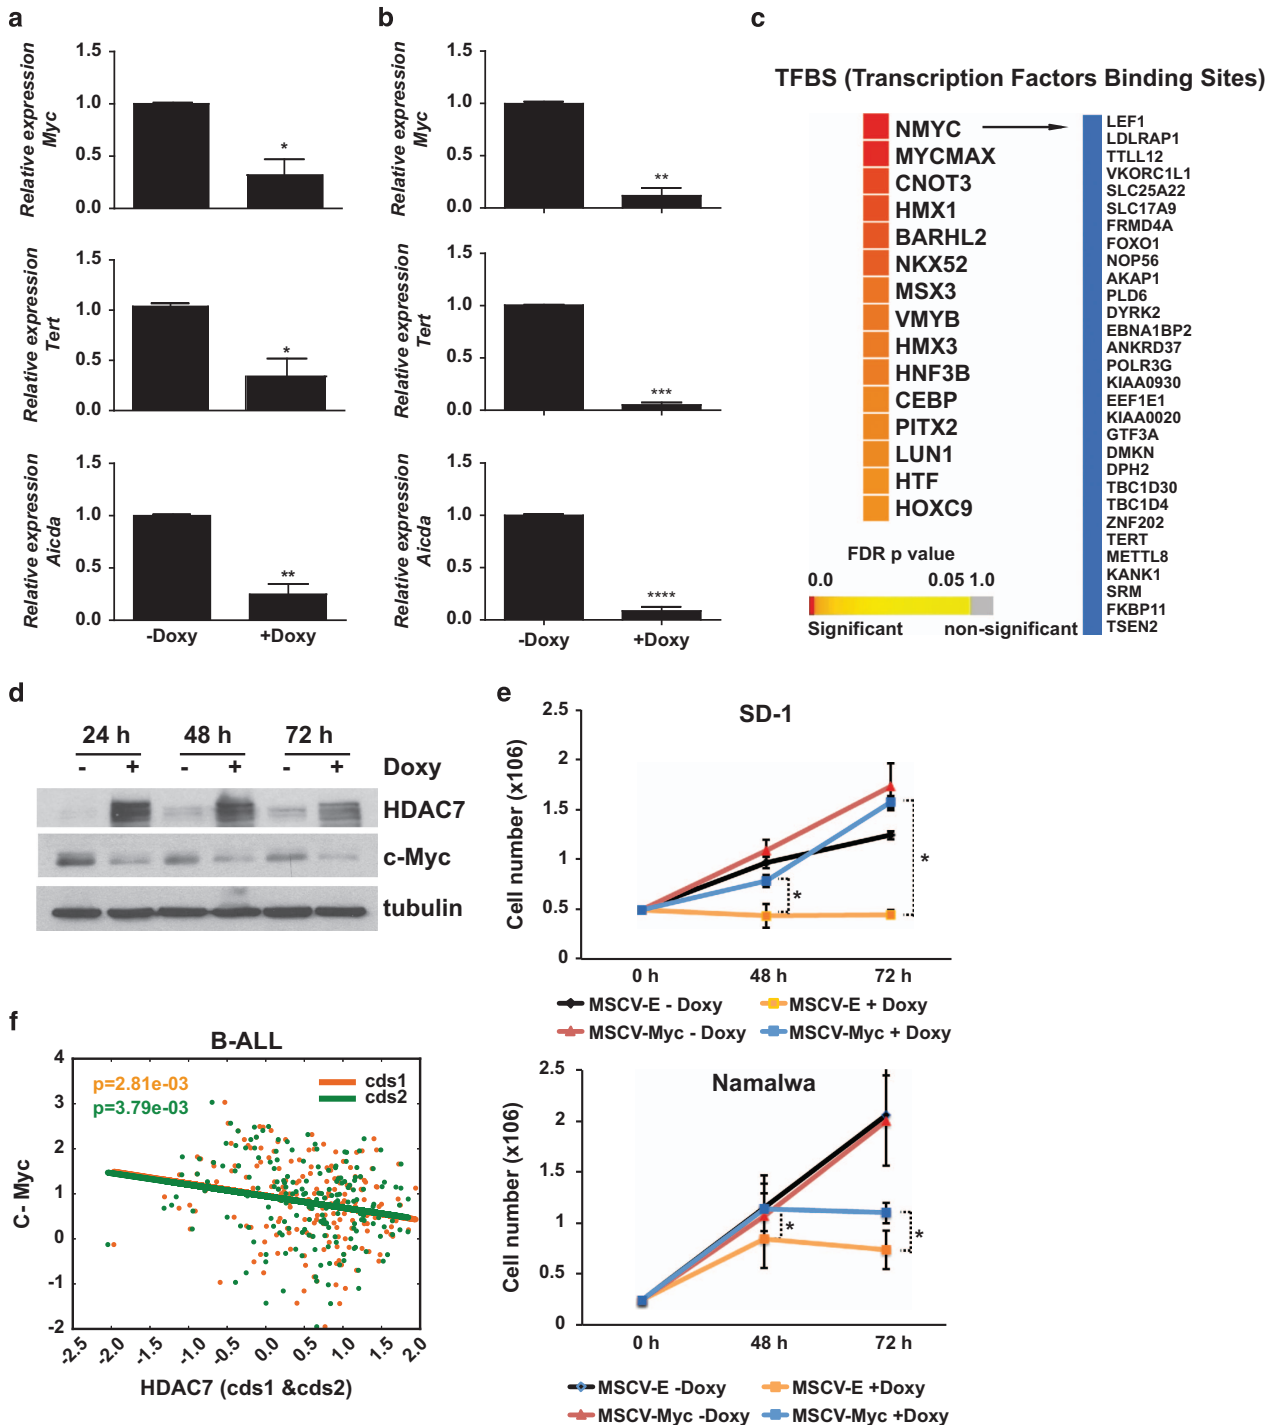 a
1.5
1.0
0.5
0.0
Relative expression
Myc
*
1.5
1.0
0.5
0.0
Relative expression
Tert
*
1.5
1.0
0.5
0.0
Relative expression
Aicda
**
-Doxy
+Doxy
b
1.5
1.0
0.5
0.0
Relative expression
Myc
**
1.5
1.0
0.5
0.0
Relative expression
Tert
***
1.5
1.0
0.5
0.0
Relative expression
Aicda
****
-Doxy
+Doxy
c
TFBS (Transcription Factors Binding Sites)
NMYC
MYCMAX
CNOT3
HMX1
BARHL2
NKX52
MSX3
VMYB
HMX3
HNF3B
CEBP
PITX2
LUN1
HTF
HOXC9
FDR p value
0.0 0.05 1.0
Significant non-significant
LEF1
LDLRAP1
TTLL12
VKORC1L1
SLC25A22
SLC17A9
FRMD4A
FOXO1
NOP56
AKAP1
PLD6
DYRK2
EBNA1BP2
ANKRD37
POLR3G
KIAA0930
EEF1E1
KIAA0020
GTF3A
DMKN
DPH2
TBC1D30
TBC1D4
ZNF202
TERT
METTL8
KANK1
SRM
FKBP11
TSEN2
d
24 h 48 h 72 h
- + - + - + Doxy
HDAC7
c-Myc
tubulin
e
SD-1
2.5
2
1.5
1
0.5
0
Cell number (x106)
*
*
0 h 48 h 72 h
MSCV-E - Doxy MSCV-E + Doxy
MSCV-Myc - Doxy MSCV-Myc + Doxy
Namalwa
2.5
2
1.5
1
0.5
0
Cell number (x106)
*
*
0 h 48 h 72 h
MSCV-E -Doxy MSCV-E +Doxy
MSCV-Myc -Doxy MSCV-Myc +Doxy
f
B-ALL
4
3
2
1
0
-1
-2
C- Myc
p=2.81e-03
p=3.79e-03
cds1
cds2
-2.5 -2.0 -1.5 -1.0 -0.5 0.0 0.5 1.0 1.5 2.0
HDAC7 (cds1 &cds2)